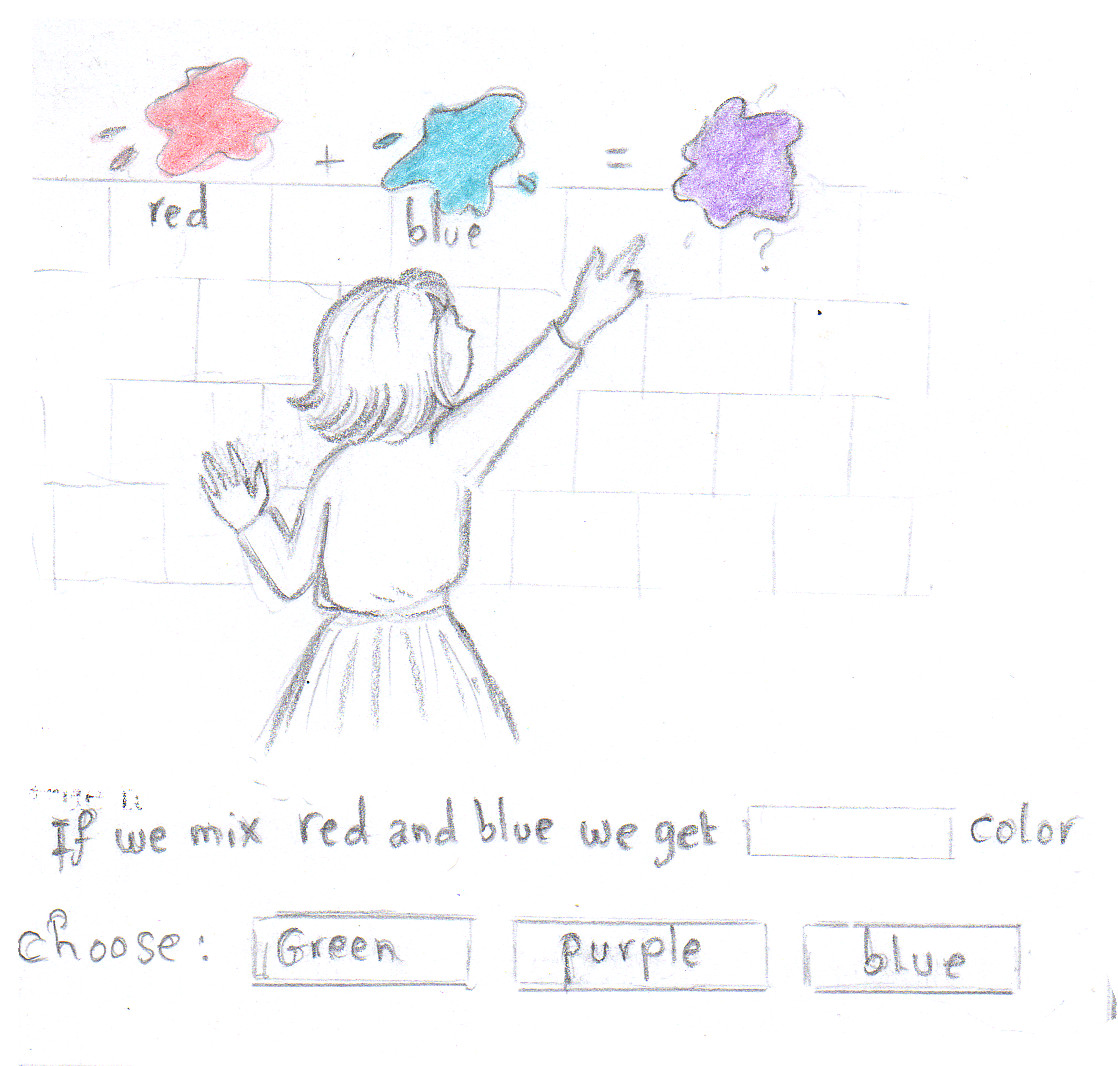 + =
red
blue
?
If we mix red and blue we get color
choose: Green purple blue